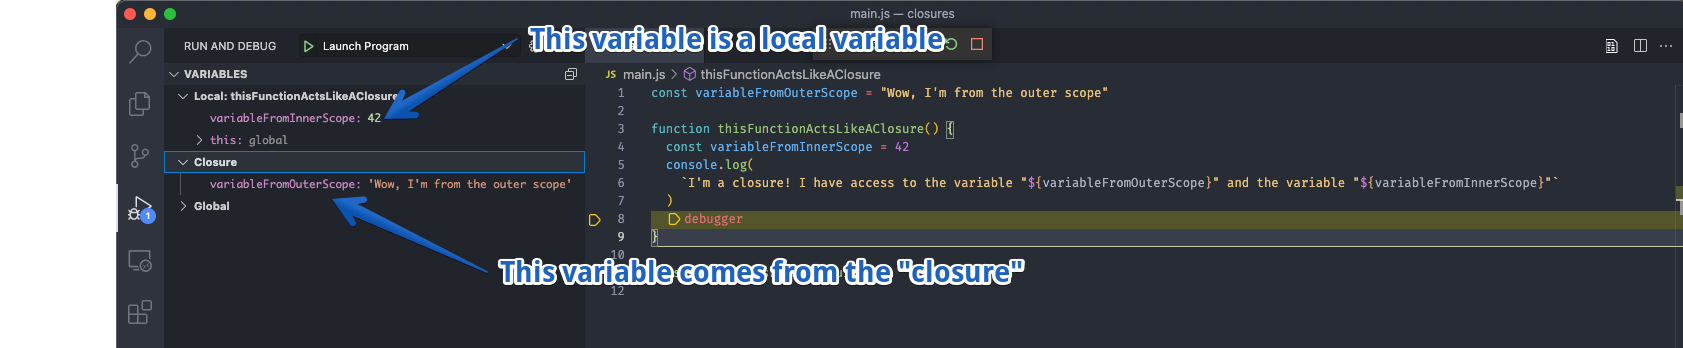 main.js — closures
RUN AND DEBUG
Launch Program
This variable is a local variable
VARIABLES
Local: thisFunctionActsLikeAClosure
variableFromInnerScope: 42
this: global
Closure
variableFromOuterScope: 'Wow, I'm from the outer scope'
Global
1
This variable comes from the "closure"
JS main.js > thisFunctionActsLikeAClosure
1 const variableFromOuterScope = "Wow, I'm from the outer scope"
2
3 function thisFunctionActsLikeAClosure() {
4 const variableFromInnerScope = 42
5 console.log(
6 `I'm a closure! I have access to the variable "${variableFromOuterScope}" and the variable "${variableFromInnerScope}"`
7 )
8 debugger
9 }
10
12